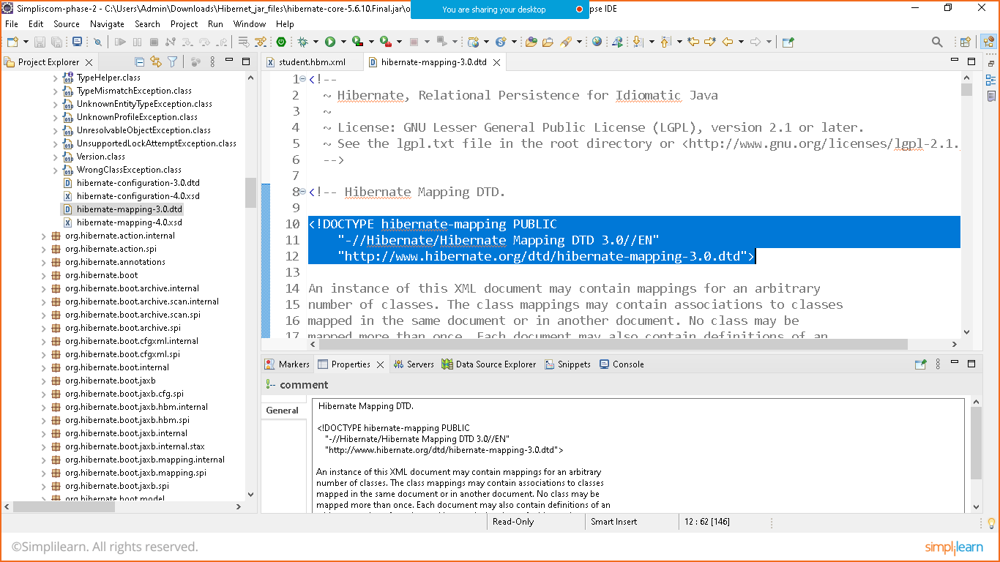 Simpliscom-phase-2 - C:\Users\Admin\Downloads\Hibernet_jar_files\hibernate-core-5.6.10.Final.jar\o
You are sharing your desktop
pse IDE
File Edit Source Navigate Search Project Run Window Help
Project Explorer
TypeHelper.class
TypeMismatchException.class
UnknownEntityTypeException.class
UnknownProfileException.class
UnresolvableObjectException.class
UnsupportedLockAttemptException.class
Version.class
WrongClassException.class
hibernate-configuration-3.0.dtd
hibernate-configuration-4.0.xsd
hibernate-mapping-3.0.dtd
hibernate-mapping-4.0.xsd
org.hibernate.action.internal
org.hibernate.action.spi
org.hibernate.annotations
org.hibernate.boot
org.hibernate.boot.archive.internal
org.hibernate.boot.archive.scan.internal
org.hibernate.boot.archive.scan.spi
org.hibernate.boot.archive.spi
org.hibernate.boot.cfgxml.internal
org.hibernate.boot.cfgxml.spi
org.hibernate.boot.internal
org.hibernate.boot.jaxb
org.hibernate.boot.jaxb.cfg.spi
org.hibernate.boot.jaxb.hbm.internal
org.hibernate.boot.jaxb.hbm.spi
org.hibernate.boot.jaxb.internal
org.hibernate.boot.jaxb.internal.stax
org.hibernate.boot.jaxb.mapping.internal
org.hibernate.boot.jaxb.mapping.spi
org.hibernate.boot.jaxb.spi
org.hibernate.boot.model
student.hbm.xml hibernate-mapping-3.0.dtd
1 <!--
2 ~ Hibernate, Relational Persistence for Idiomatic Java
3 ~
4 ~ License: GNU Lesser General Public License (LGPL), version 2.1 or later.
5 ~ See the lgpl.txt file in the root directory or <http://www.gnu.org/licenses/lgpl-2.1.
6 -->
7
8 <!-- Hibernate Mapping DTD.
9
10 <!DOCTYPE hibernate-mapping PUBLIC
11 "-//Hibernate/Hibernate Mapping DTD 3.0//EN"
12 "http://www.hibernate.org/dtd/hibernate-mapping-3.0.dtd">
13
14 An instance of this XML document may contain mappings for an arbitrary
15 number of classes. The class mappings may contain associations to classes
16 mapped in the same document or in another document. No class may be
17 mapped more than once. Each document may also contain definitions of an
Markers Properties Servers Data Source Explorer Snippets Console
comment
General
Hibernate Mapping DTD.
<!DOCTYPE hibernate-mapping PUBLIC
"-//Hibernate/Hibernate Mapping DTD 3.0//EN"
"http://www.hibernate.org/dtd/hibernate-mapping-3.0.dtd">
An instance of this XML document may contain mappings for an arbitrary
number of classes. The class mappings may contain associations to classes
mapped in the same document or in another document. No class may be
mapped more than once. Each document may also contain definitions of an
Read-Only Smart Insert 12 : 62 [146]
©Simplilearn. All rights reserved.
simplilearn